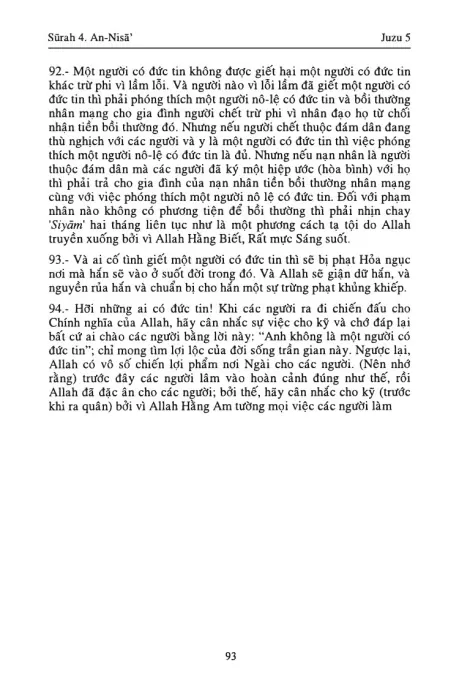 Sūrah 4. An-Nisā' Juzu 5
92.- Một người có đức tin không được giết hại một người có đức tin
khác trừ phi vì lầm lỗi. Và người nào vì lỗi lầm đã giết một người có
đức tin thì phải phóng thích một người nô-lệ có đức tin và bồi thường
nhân mạng cho gia đình người chết trừ phi vì nhân đạo họ từ chối
nhận tiền bồi thường đó. Nhưng nếu người chết thuộc đám dân đang
thù nghịch với các người và y là một người có đức tin thì việc phóng
thích một người nô-lệ có đức tin là đủ. Nhưng nếu nạn nhân là người
thuộc đám dân mà các người đã ký một hiệp ước (hòa bình) với họ
thì phải trả cho gia đình của nạn nhân tiền bồi thường nhân mạng
cùng với việc phóng thích một người nô lệ có đức tin. Đối với phạm
nhân nào không có phương tiện để bồi thường thì phải nhịn chay
'Siyām' hai tháng liên tục như là một phương cách tạ tội do Allah
truyền xuống bởi vì Allah Hằng Biết, Rất mực Sáng suốt.
93.- Và ai cố tình giết một người có đức tin thì sẽ bị phạt Hỏa ngục
nơi mà hắn sẽ vào ở suốt đời trong đó. Và Allah sẽ giận dữ hắn, và
nguyền rủa hắn và chuẩn bị cho hắn một sự trừng phạt khủng khiếp.
94.- Hỡi những ai có đức tin! Khi các người ra đi chiến đấu cho
Chính nghĩa của Allah, hãy cân nhắc sự việc cho kỹ và chớ đáp lại
bất cứ ai chào các người bằng lời này: “Anh không là một người có
đức tin”; chỉ mong tìm lợi lộc của đời sống trần gian này. Ngược lại,
Allah có vô số chiến lợi phẩm nơi Ngài cho các người. (Nên nhớ
rằng) trước đây các người lâm vào hoàn cảnh đúng như thế, rồi
Allah đã đặc ân cho các người; bởi thế, hãy cân nhắc cho kỹ (trước
khi ra quân) bởi vì Allah Hằng Am tường mọi việc các người làm
93